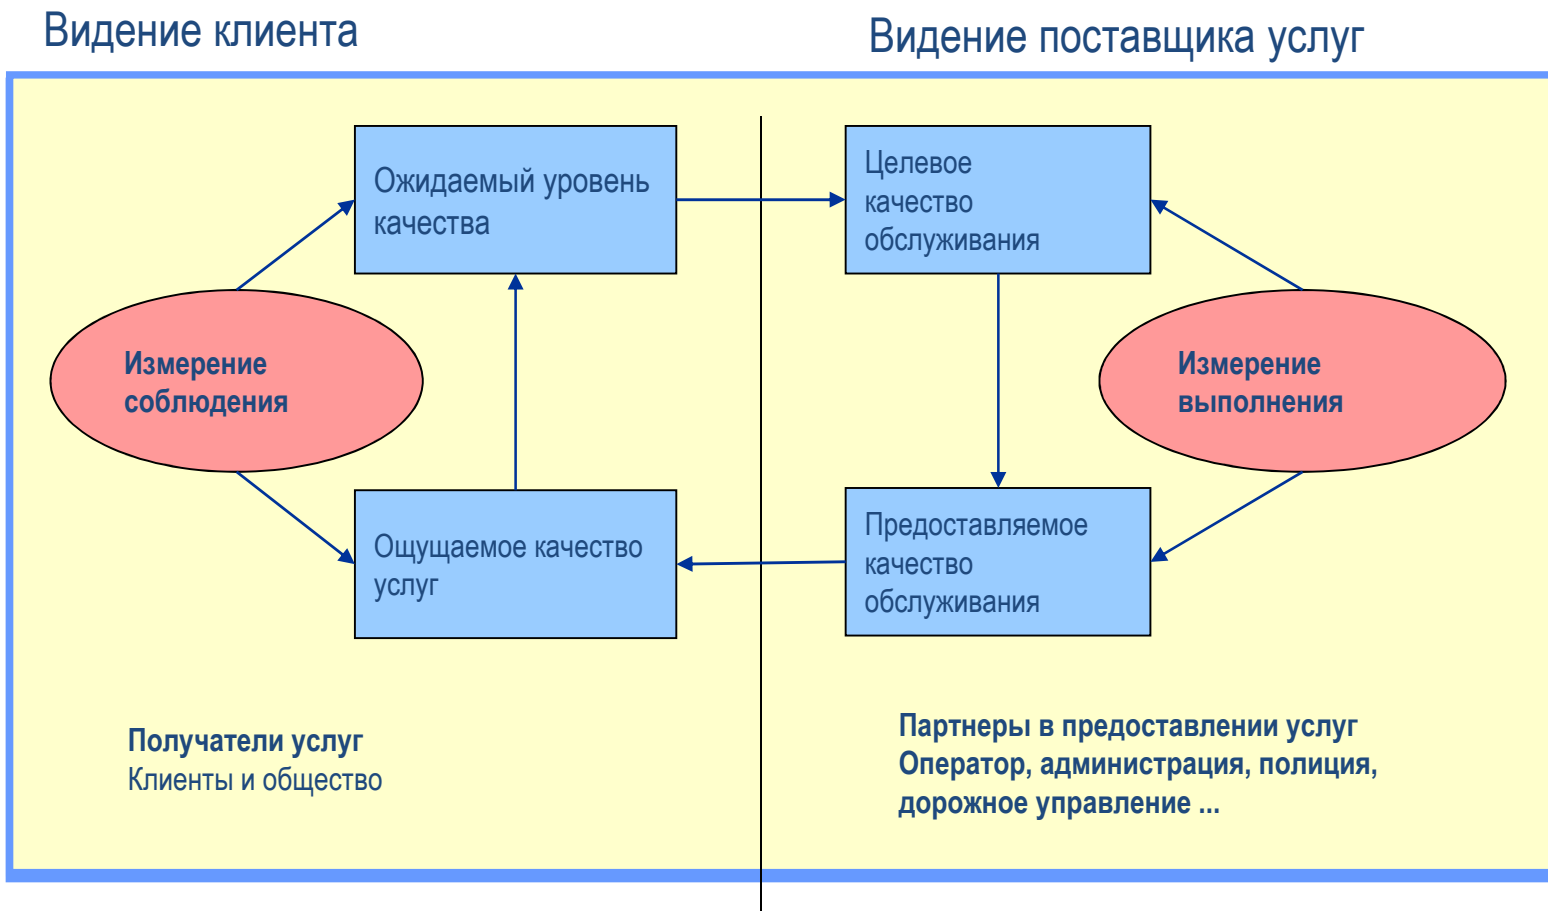 Видение клиента
Видение поставщика услуг
Ожидаемый уровень
качества
Целевое
качество
обслуживания
Измерение
соблюдения
Измерение
выполнения
Ощущаемое качество
услуг
Предоставляемое
качество
обслуживания
Получатели услуг
Клиенты и общество
Партнеры в предоставлении услуг
Оператор, администрация, полиция,
дорожное управление ...